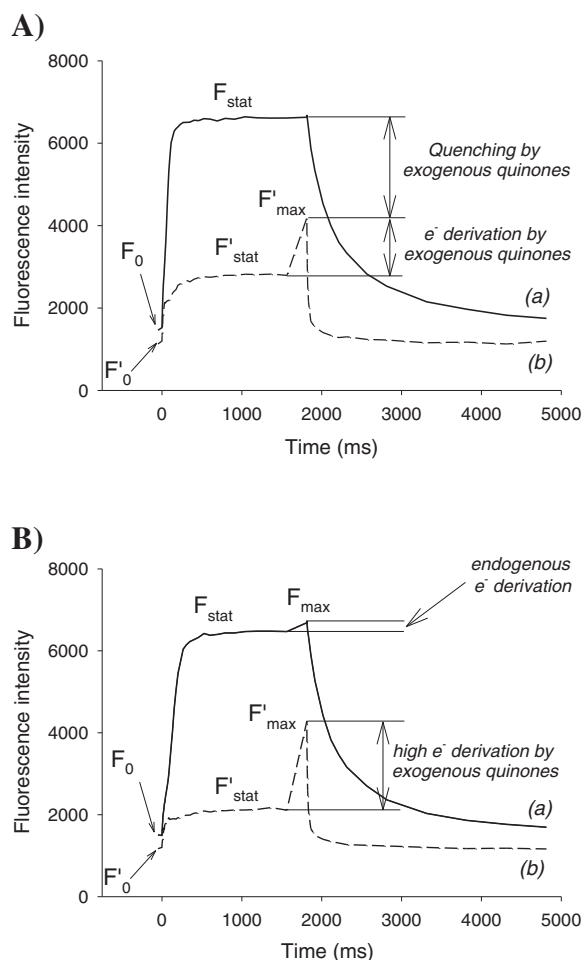 A)
8000
F_stat
6000
Quenching by
exogenous quinones
F'_max
4000
e⁻ derivation by
exogenous quinones
F_0
F'_stat
2000
(a)
F'_0
(b)
0
0 1000 2000 3000 4000 5000
Time (ms)
Fluorescence intensity
B)
8000
endogenous
e⁻ derivation
F_stat
F_max
6000
F'_max
4000
high e⁻ derivation by
exogenous quinones
F_0
F'_stat
2000
(a)
F'_0
(b)
0
0 1000 2000 3000 4000 5000
Time (ms)
Fluorescence intensity